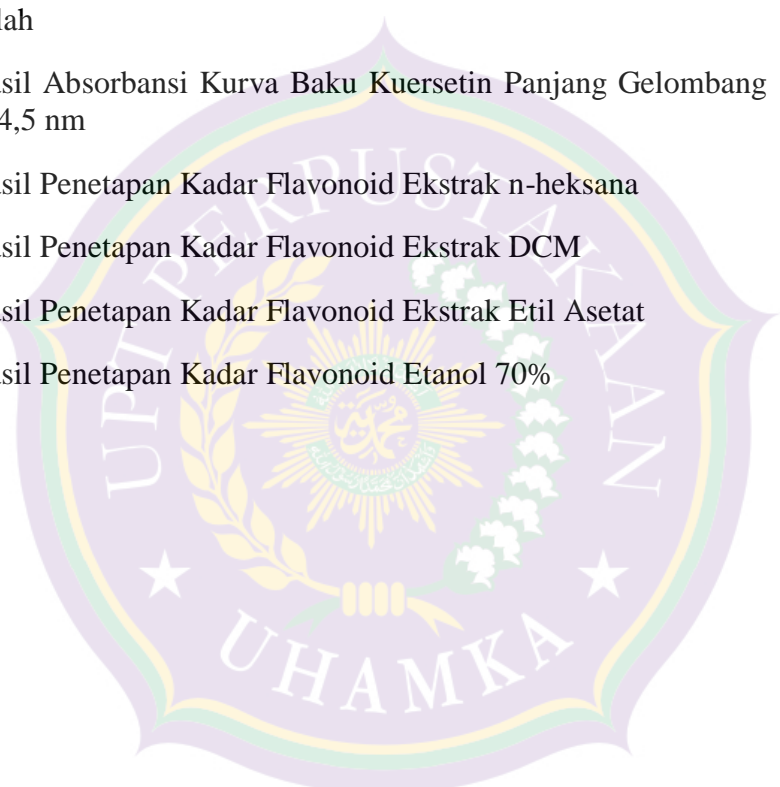 lah
sil Absorbansi Kurva Baku Kuersetin Panjang Gelombang
4,5 nm
sil Penetapan Kadar Flavonoid Ekstrak n-heksana
sil Penetapan Kadar Flavonoid Ekstrak DCM
sil Penetapan Kadar Flavonoid Ekstrak Etil Asetat
sil Penetapan Kadar Flavonoid Etanol 70%
UPT PERPUSTAKAAN
UHAMKA